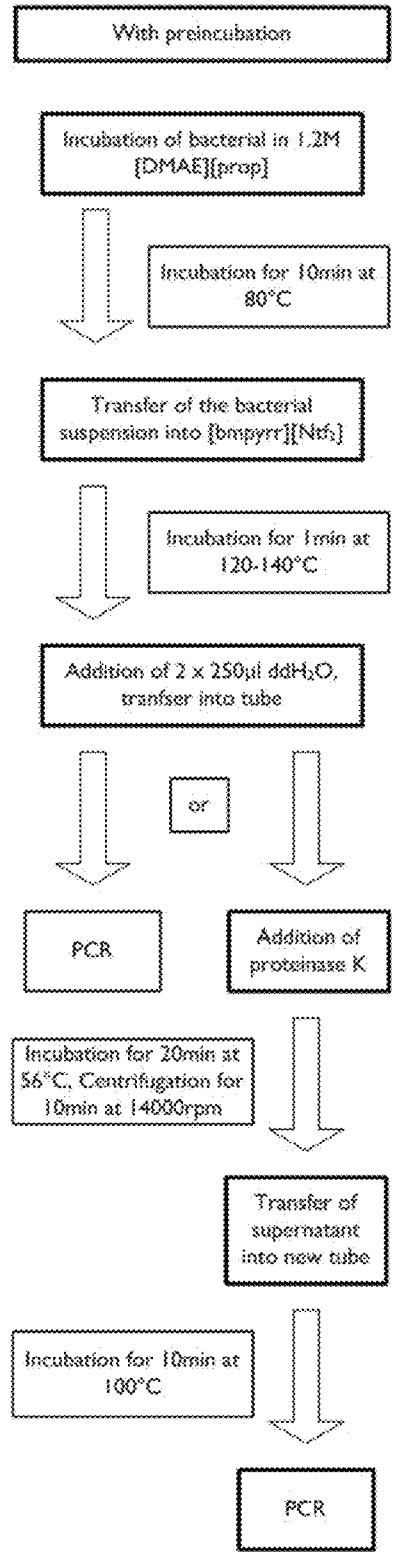 With preincubation
Incubation of bacterial in 1.2M
[DMAE][prop]
Incubation for 10min at
80°C
Transfer of the bacterial
suspension into [bmpyrr][Ntf₂]
Incubation for 1min at
120-140°C
Addition of 2 x 250µl ddH₂O,
tranfser into tube
or
PCR
Addition of
proteinase K
Incubation for 20min at
56°C, Centrifugation for
10min at 14000rpm
Transfer of
supernatant
into new tube
Incubation for 10min at
100°C
PCR